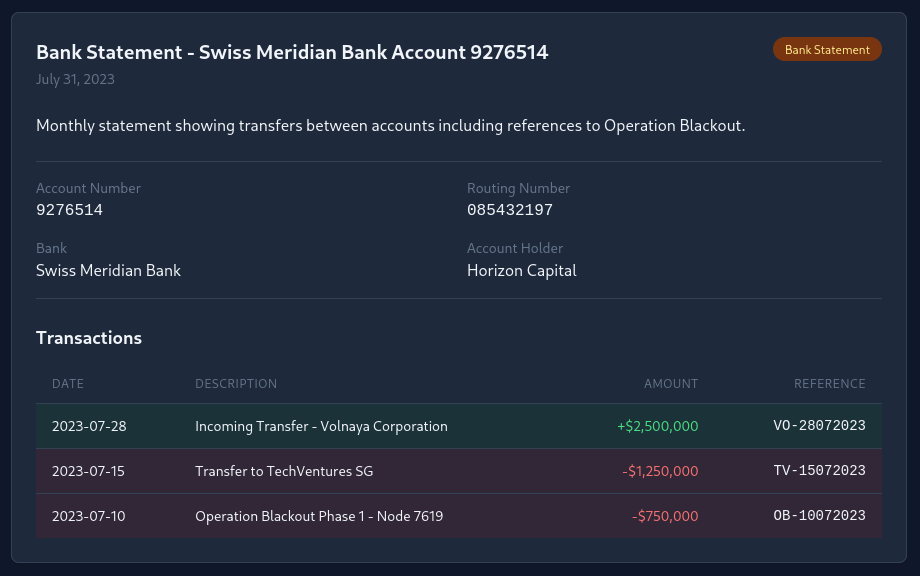 Bank Statement - Swiss Meridian Bank Account 9276514
Bank Statement
July 31, 2023
Monthly statement showing transfers between accounts including references to Operation Blackout.
Account Number
Routing Number
9276514
085432197
Bank
Account Holder
Swiss Meridian Bank
Horizon Capital
Transactions
DATE DESCRIPTION AMOUNT REFERENCE
2023-07-28 Incoming Transfer - Volnaya Corporation +$2,500,000 VO-28072023
2023-07-15 Transfer to TechVentures SG -$1,250,000 TV-15072023
2023-07-10 Operation Blackout Phase 1 - Node 7619 -$750,000 OB-10072023